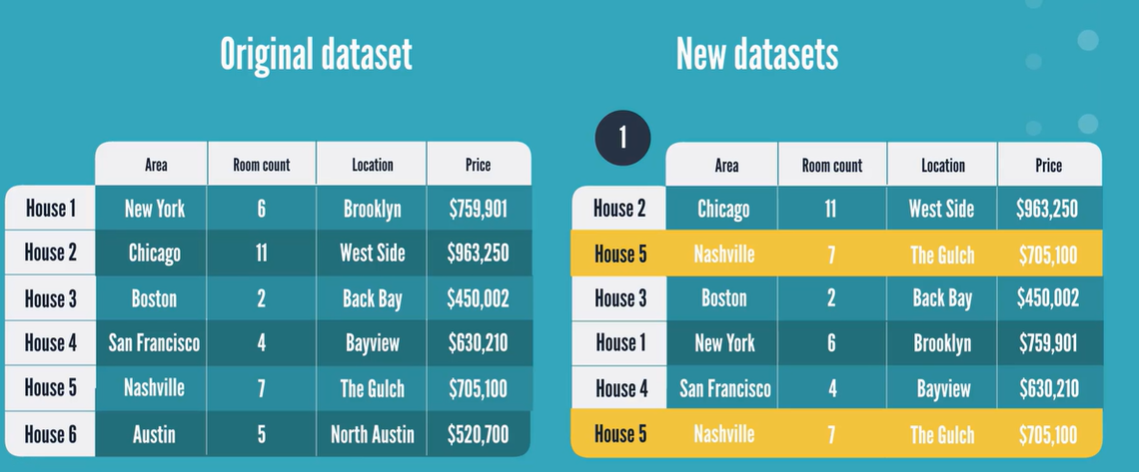 Original dataset
Area Room count Location Price
House 1 New York 6 Brooklyn $759,901
House 2 Chicago 11 West Side $963,250
House 3 Boston 2 Back Bay $450,002
House 4 San Francisco 4 Bayview $630,210
House 5 Nashville 7 The Gulch $705,100
House 6 Austin 5 North Austin $520,700
New datasets
1
Area Room count Location Price
House 2 Chicago 11 West Side $963,250
House 5 Nashville 7 The Gulch $705,100
House 3 Boston 2 Back Bay $450,002
House 1 New York 6 Brooklyn $759,901
House 4 San Francisco 4 Bayview $630,210
House 5 Nashville 7 The Gulch $705,100